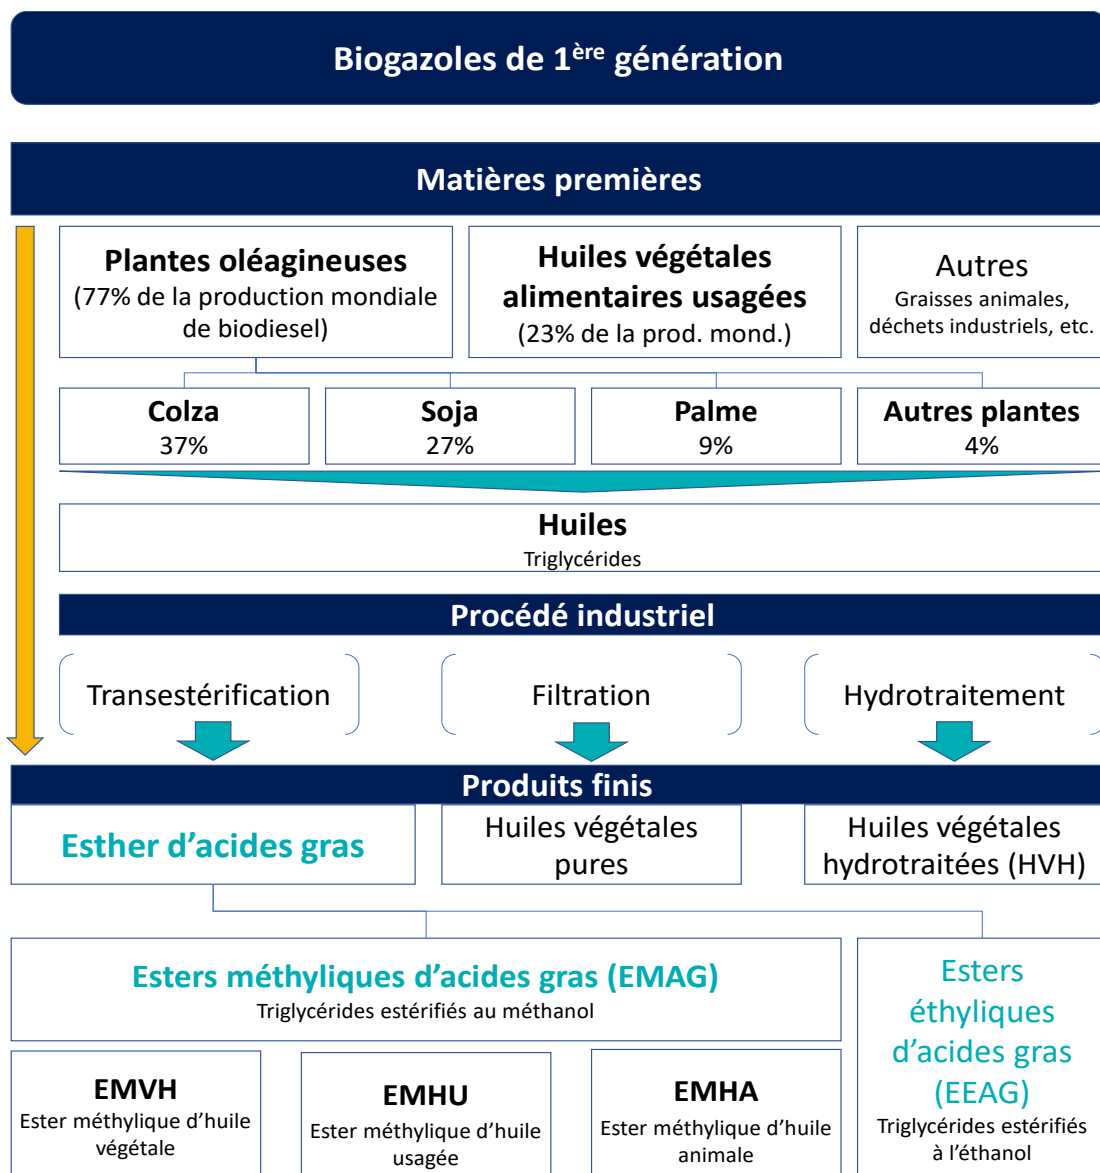 Biogazoles de 1ère génération
Matières premières
Plantes oléagineuses
(77% de la production mondiale
de biodiesel)
Huiles végétales
alimentaires usagées
(23% de la prod. mond.)
Autres
Graisses animales,
déchets industriels, etc.
Colza
37%
Soja
27%
Palme
9%
Autres plantes
4%
Huiles
Triglycérides
Procédé industriel
Transestérification
Filtration
Hydrotraitement
Produits finis
Esther d’acides gras
Huiles végétales
pures
Huiles végétales
hydrotraitées (HVH)
Esters méthyliques d’acides gras (EMAG)
Triglycérides estérifiés au méthanol
Esters
éthyliques
d’acides gras
(EEAG)
Triglycérides estérifiés
à l’éthanol
EMVH
Ester méthylique d’huile
végétale
EMHU
Ester méthylique d’huile
usagée
EMHA
Ester méthylique d’huile
animale